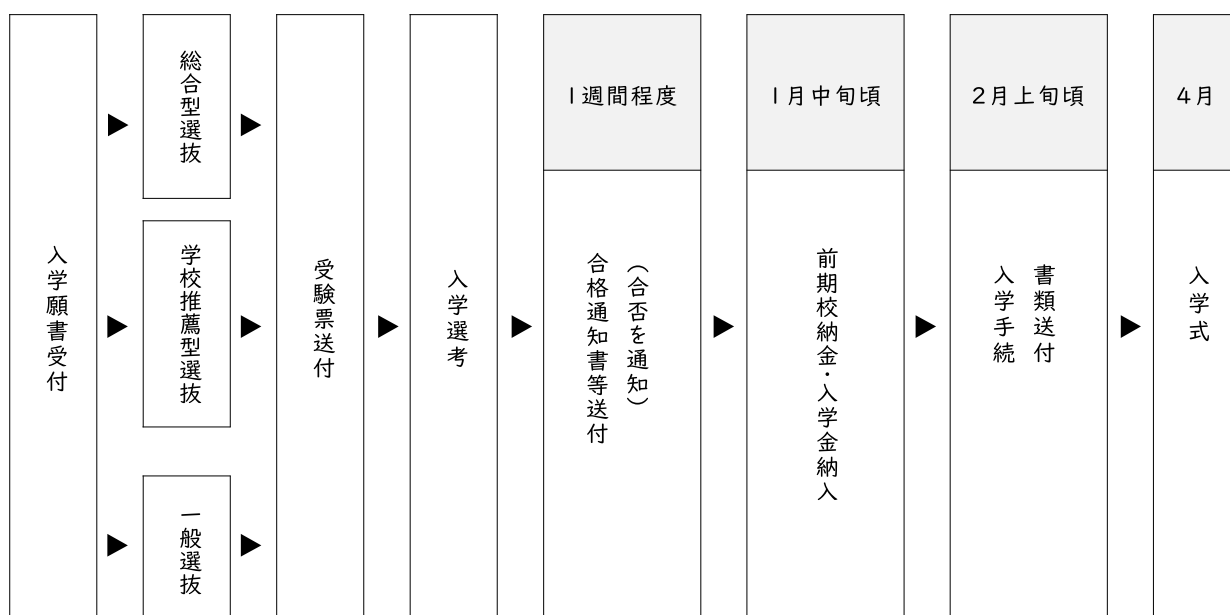 入学願書受付
総合型選抜
学校推薦型選抜
一般選抜
受験票送付
入学選考
1週間程度
合格通知書等送付
（合否を通知）
1月中旬頃
前期校納金・入学金納入
2月上旬頃
入学手続
書類送付
4月
入学式